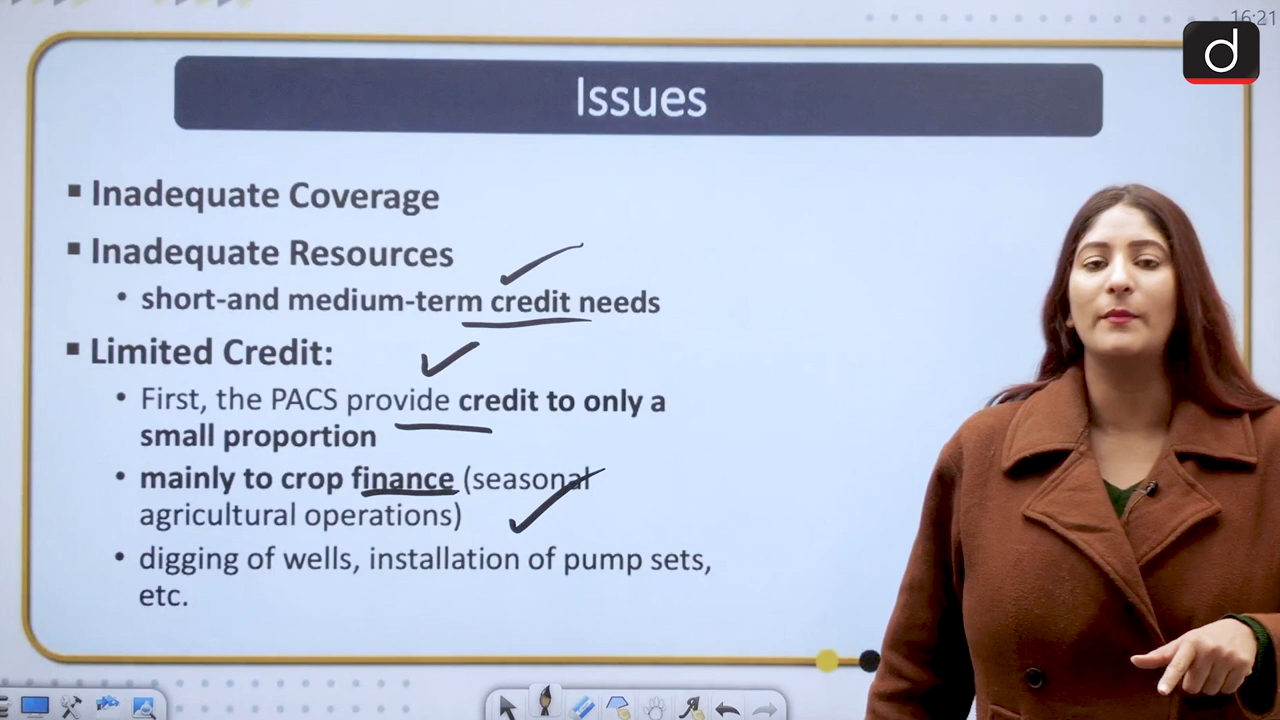 16:21
d
Issues
▪ Inadequate Coverage
▪ Inadequate Resources
• short-and medium-term credit needs
▪ Limited Credit:
• First, the PACS provide credit to only a
small proportion
• mainly to crop finance (seasonal
agricultural operations)
• digging of wells, installation of pump sets,
etc.